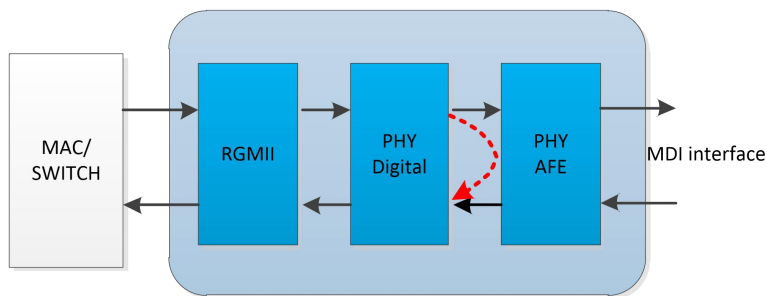 MAC/
SWITCH
RGMII
PHY
Digital
PHY
AFE
MDI interface